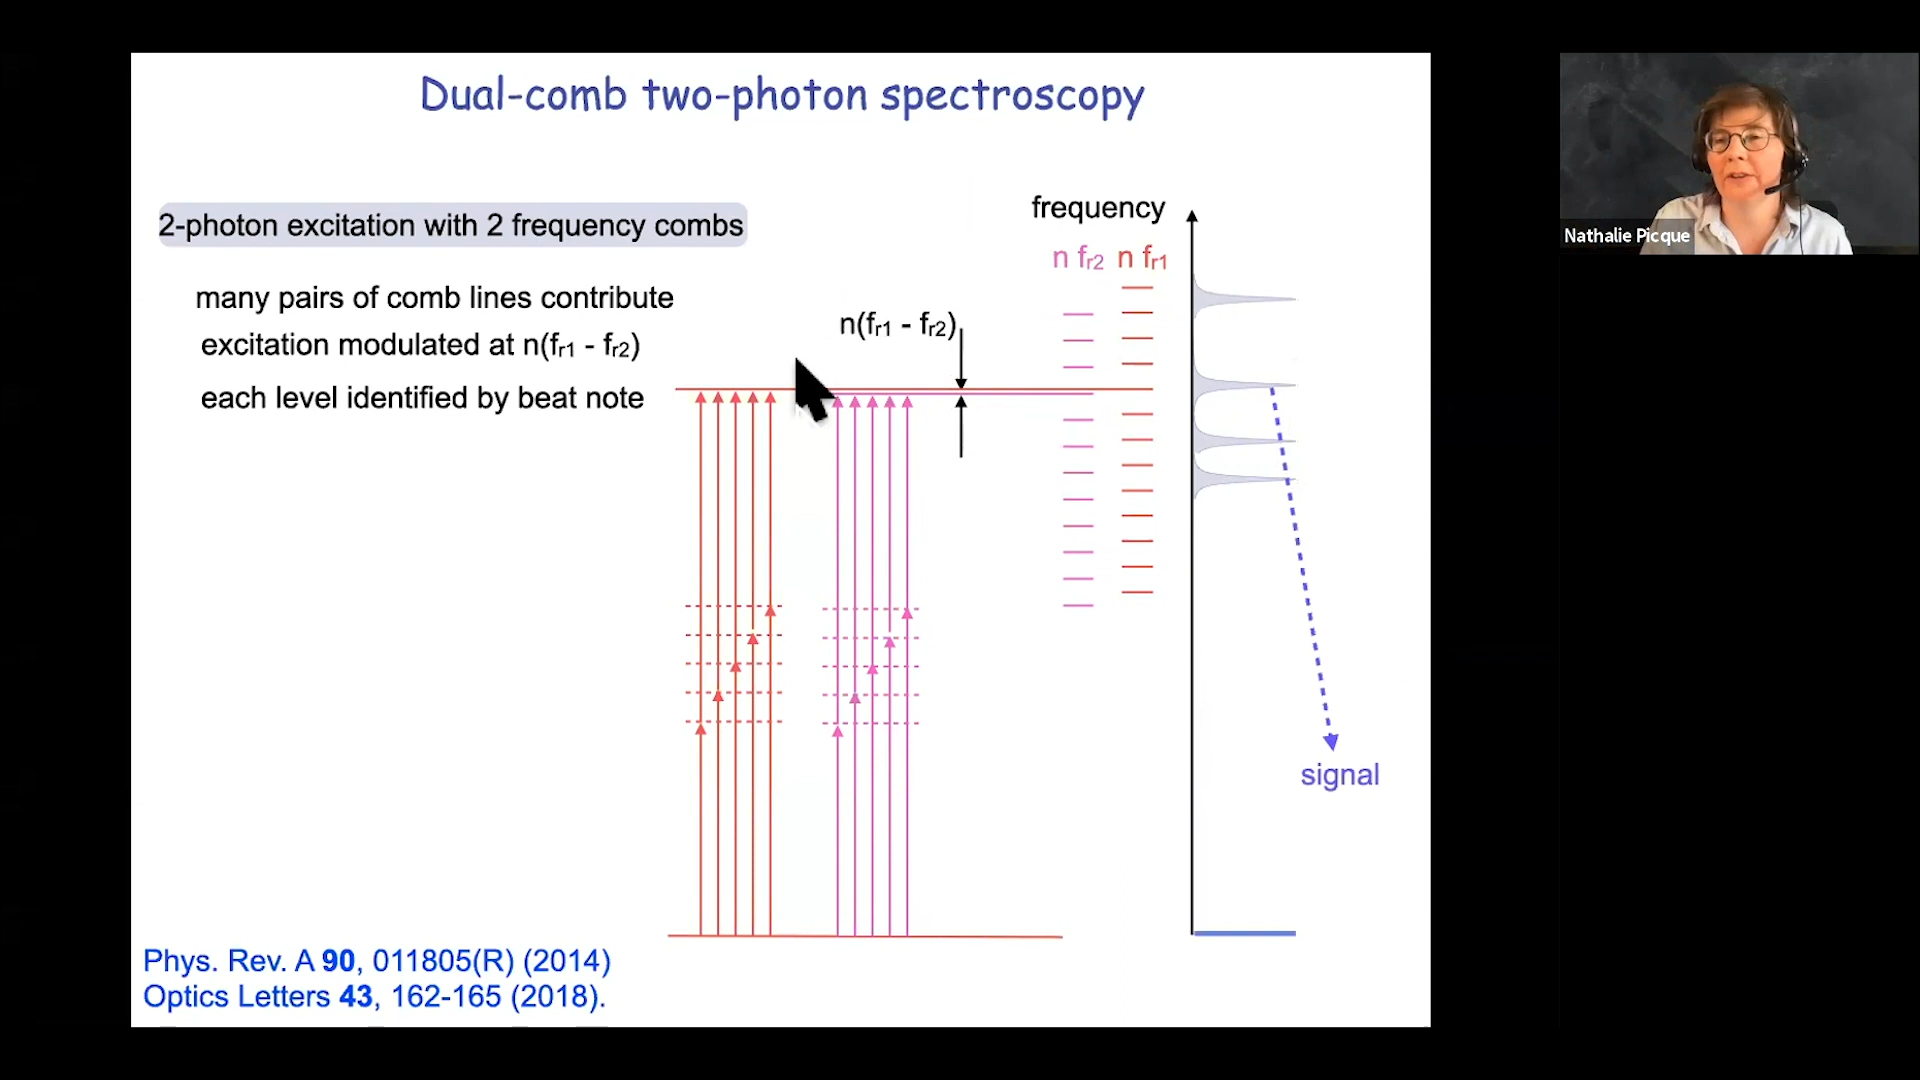 Dual-comb two-photon spectroscopy
2-photon excitation with 2 frequency combs
many pairs of comb lines contribute
excitation modulated at n(fr1 - fr2)
each level identified by beat note
n(fr1 - fr2)
frequency
n fr2 n fr1
signal
Phys. Rev. A 90, 011805(R) (2014)
Optics Letters 43, 162-165 (2018).
Nathalie Picque